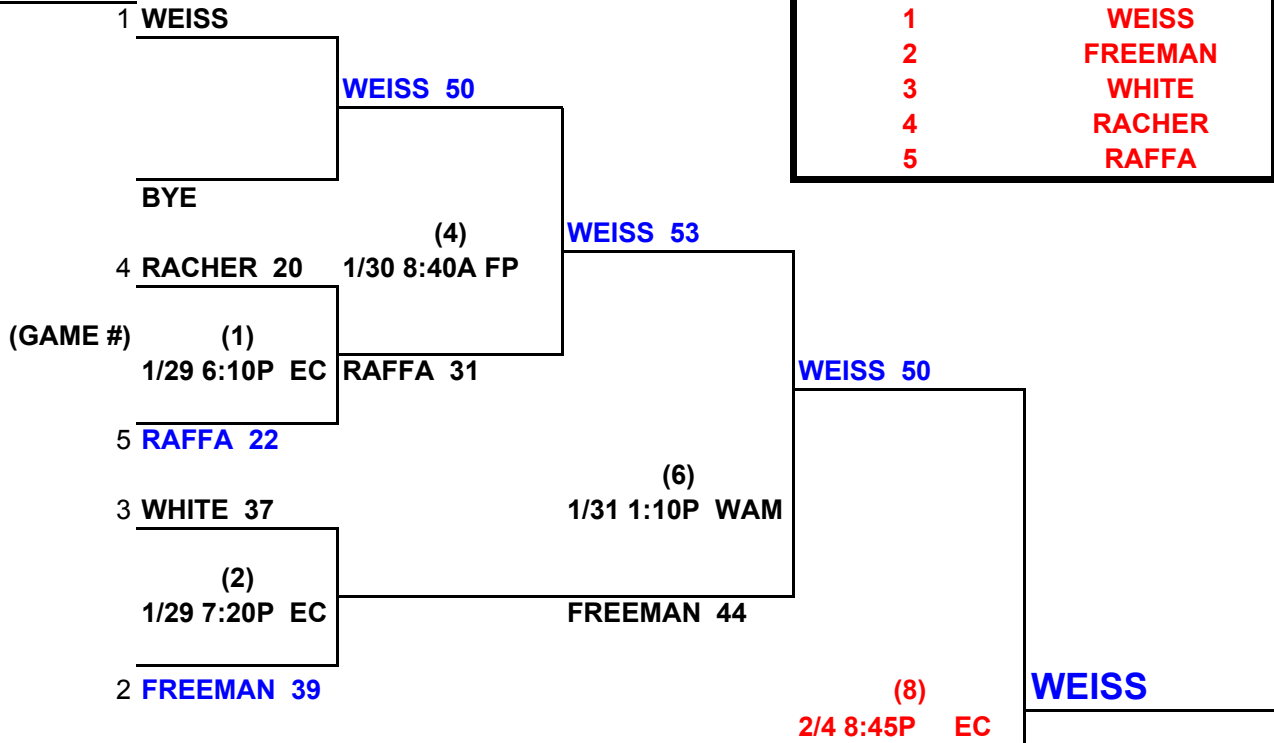 1 WEISS
1 WEISS
2 FREEMAN
WEISS 50
3 WHITE
4 RACHER
5 RAFFA
BYE
(4)
WEISS 53
4 RACHER 20
1/30 8:40A FP
(GAME #)
(1)
1/29 6:10P EC
RAFFA 31
WEISS 50
5 RAFFA 22
(6)
3 WHITE 37
1/31 1:10P WAM
(2)
1/29 7:20P EC
FREEMAN 44
2 FREEMAN 39
(8)
WEISS
2/4 8:45P EC